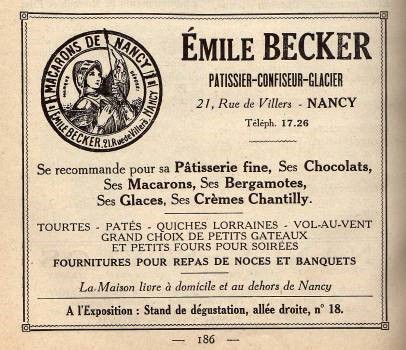 MACARONS DE NANCY
MARQUE DÉPOSÉE
ÉMILE BECKER. 21, Rue de Villers. NANCY
ÉMILE BECKER
PATISSIER-CONFISEUR-GLACIER
21, Rue de Villers - NANCY
Téléph. 17.26
Se recommande pour sa Pâtisserie fine, Ses Chocolats,
Ses Macarons, Ses Bergamotes,
Ses Glaces, Ses Crèmes Chantilly.
TOURTES - PATÉS - QUICHES LORRAINES - VOL-AU-VENT
GRAND CHOIX DE PETITS GATEAUX
ET PETITS FOURS POUR SOIRÉES
FOURNITURES POUR REPAS DE NOCES ET BANQUETS
La Maison livre à domicile et au dehors de Nancy
A l'Exposition : Stand de dégustation, allée droite, n° 18.
— 186 —